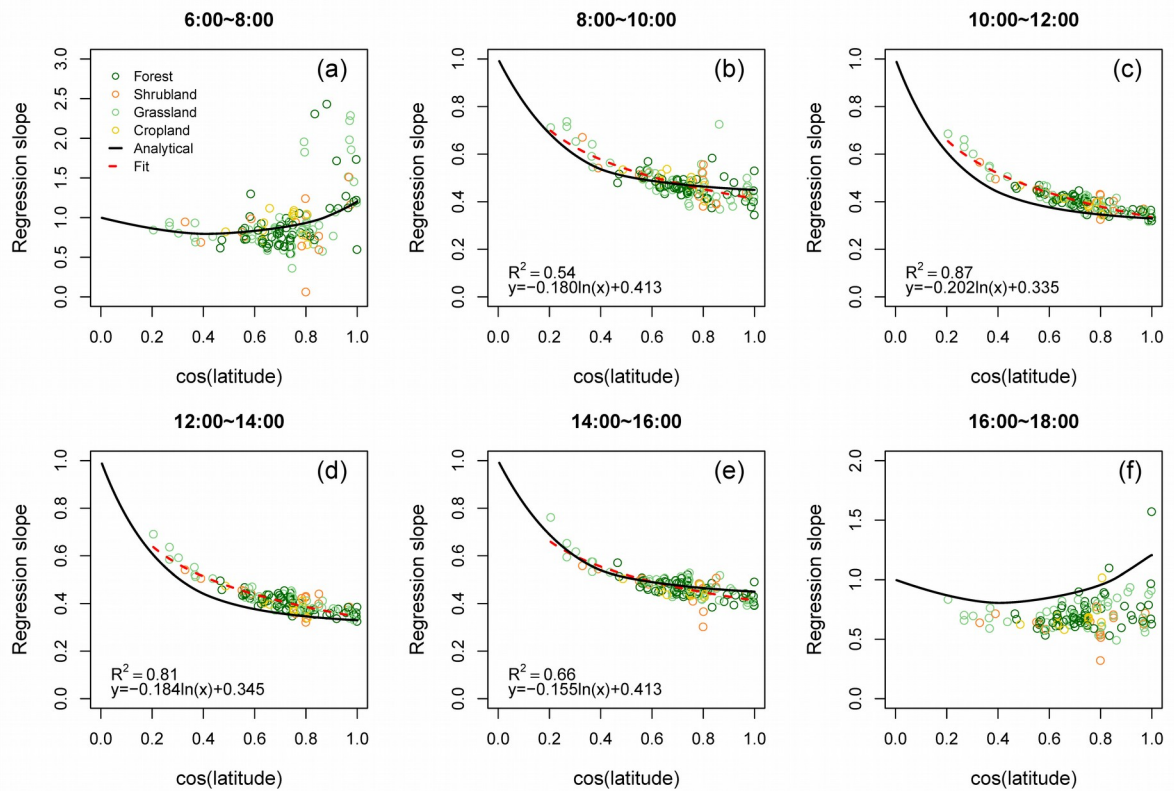 6:00~8:00
Regression slope
3.0
2.5
2.0
1.5
1.0
0.5
0.0
(a)
Forest
Shrubland
Grassland
Cropland
Analytical
Fit
0.0 0.2 0.4 0.6 0.8 1.0
cos(latitude)
8:00~10:00
Regression slope
1.0
0.8
0.6
0.4
0.2
0.0
(b)
R² = 0.54
y=−0.180ln(x)+0.413
0.0 0.2 0.4 0.6 0.8 1.0
cos(latitude)
10:00~12:00
Regression slope
1.0
0.8
0.6
0.4
0.2
0.0
(c)
R² = 0.87
y=−0.202ln(x)+0.335
0.0 0.2 0.4 0.6 0.8 1.0
cos(latitude)
12:00~14:00
Regression slope
1.0
0.8
0.6
0.4
0.2
0.0
(d)
R² = 0.81
y=−0.184ln(x)+0.345
0.0 0.2 0.4 0.6 0.8 1.0
cos(latitude)
14:00~16:00
Regression slope
1.0
0.8
0.6
0.4
0.2
0.0
(e)
R² = 0.66
y=−0.155ln(x)+0.413
0.0 0.2 0.4 0.6 0.8 1.0
cos(latitude)
16:00~18:00
Regression slope
2.0
1.5
1.0
0.5
0.0
(f)
0.0 0.2 0.4 0.6 0.8 1.0
cos(latitude)